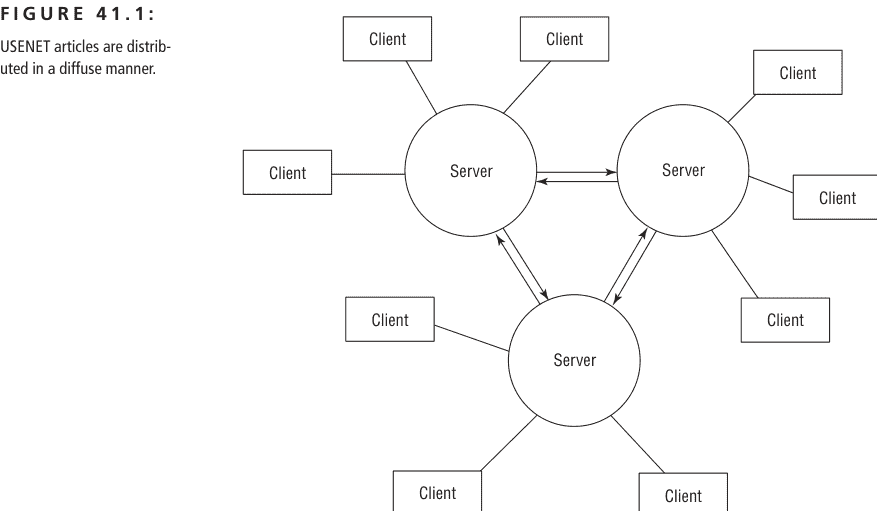 FIGURE 41.1:
USENET articles are distrib-
uted in a diffuse manner.
Client
Client
Client
Client
Server
Server
Client
Client
Client
Server
Client
Client
Client